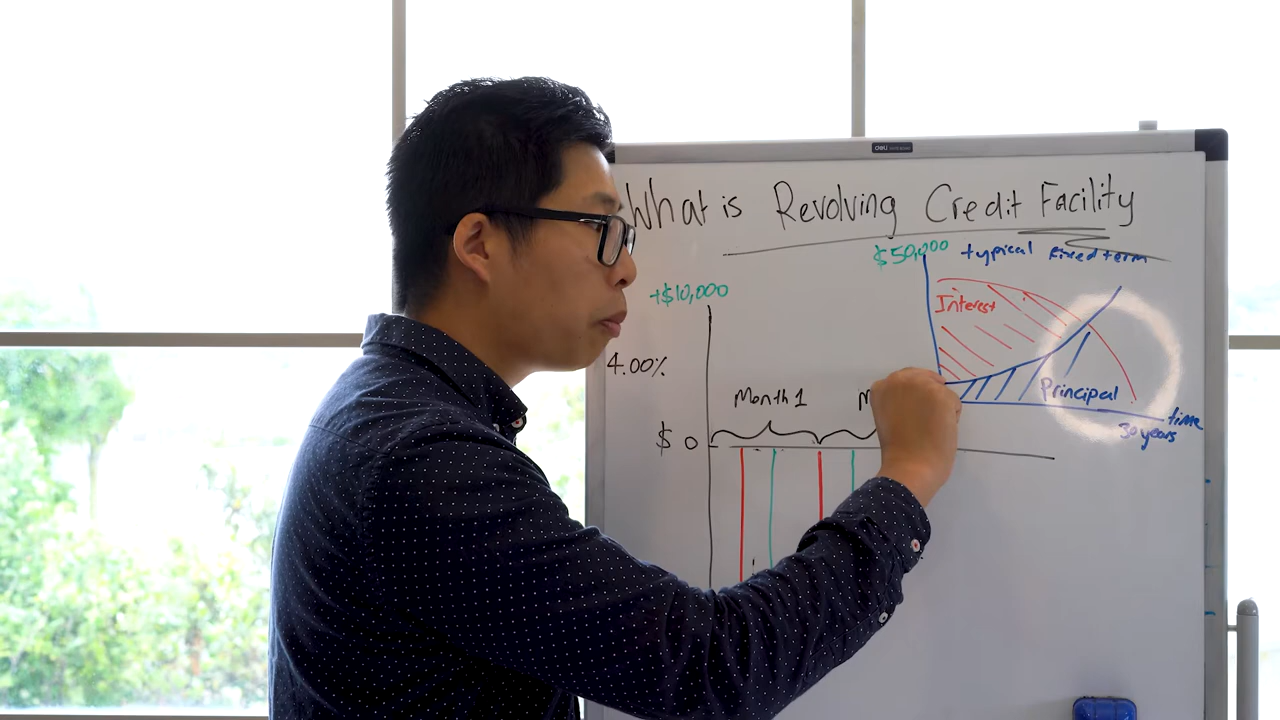 What is Revolving Credit Facility
$50,000 typical fixed term
+$10,000
Interest
4.00%
Month 1
M
Principal
$ 0
time
30 years